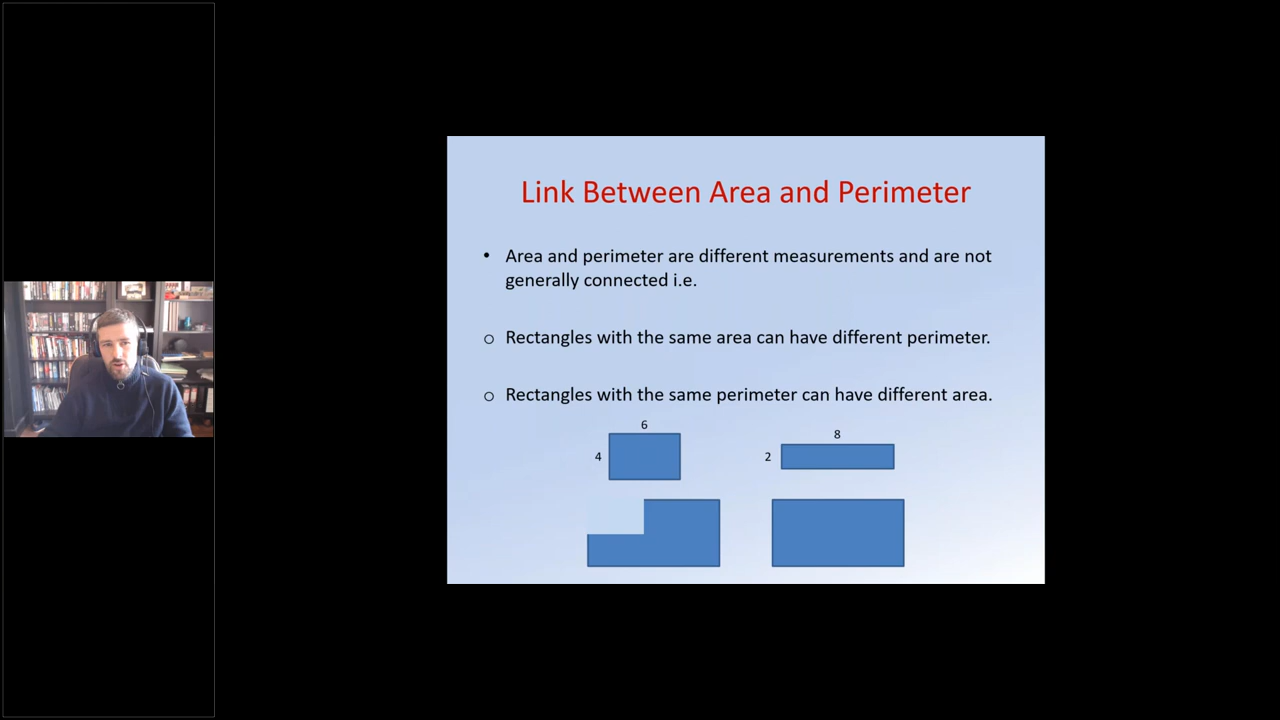 Link Between Area and Perimeter
• Area and perimeter are different measurements and are not
generally connected i.e.
o Rectangles with the same area can have different perimeter.
o Rectangles with the same perimeter can have different area.
6
4
8
2